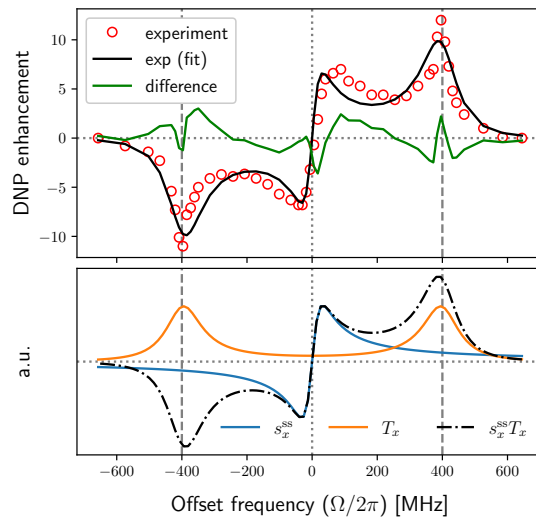 experiment
exp (fit)
difference
DNP enhancement
10
5
0
−5
−10
a.u.
s_x^ss T_x s_x^ss T_x
−600 −400 −200 0 200 400 600
Offset frequency (Ω/2π) [MHz]